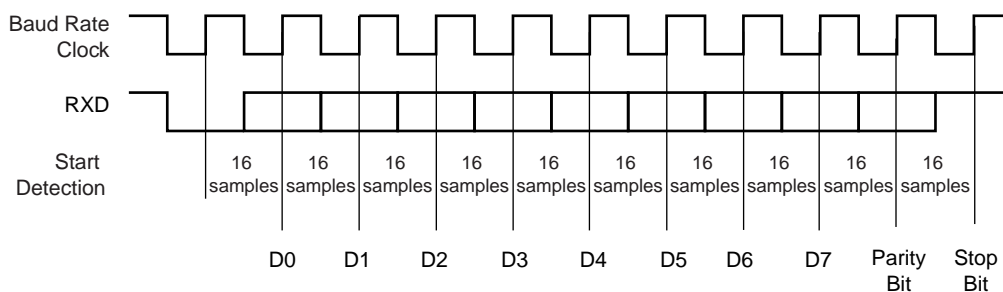 Baud Rate
Clock
RXD
Start
Detection
16
samples
16
samples
16
samples
16
samples
16
samples
16
samples
16
samples
16
samples
16
samples
16
samples
D0
D1
D2
D3
D4
D5
D6
D7
Parity
Bit
Stop
Bit